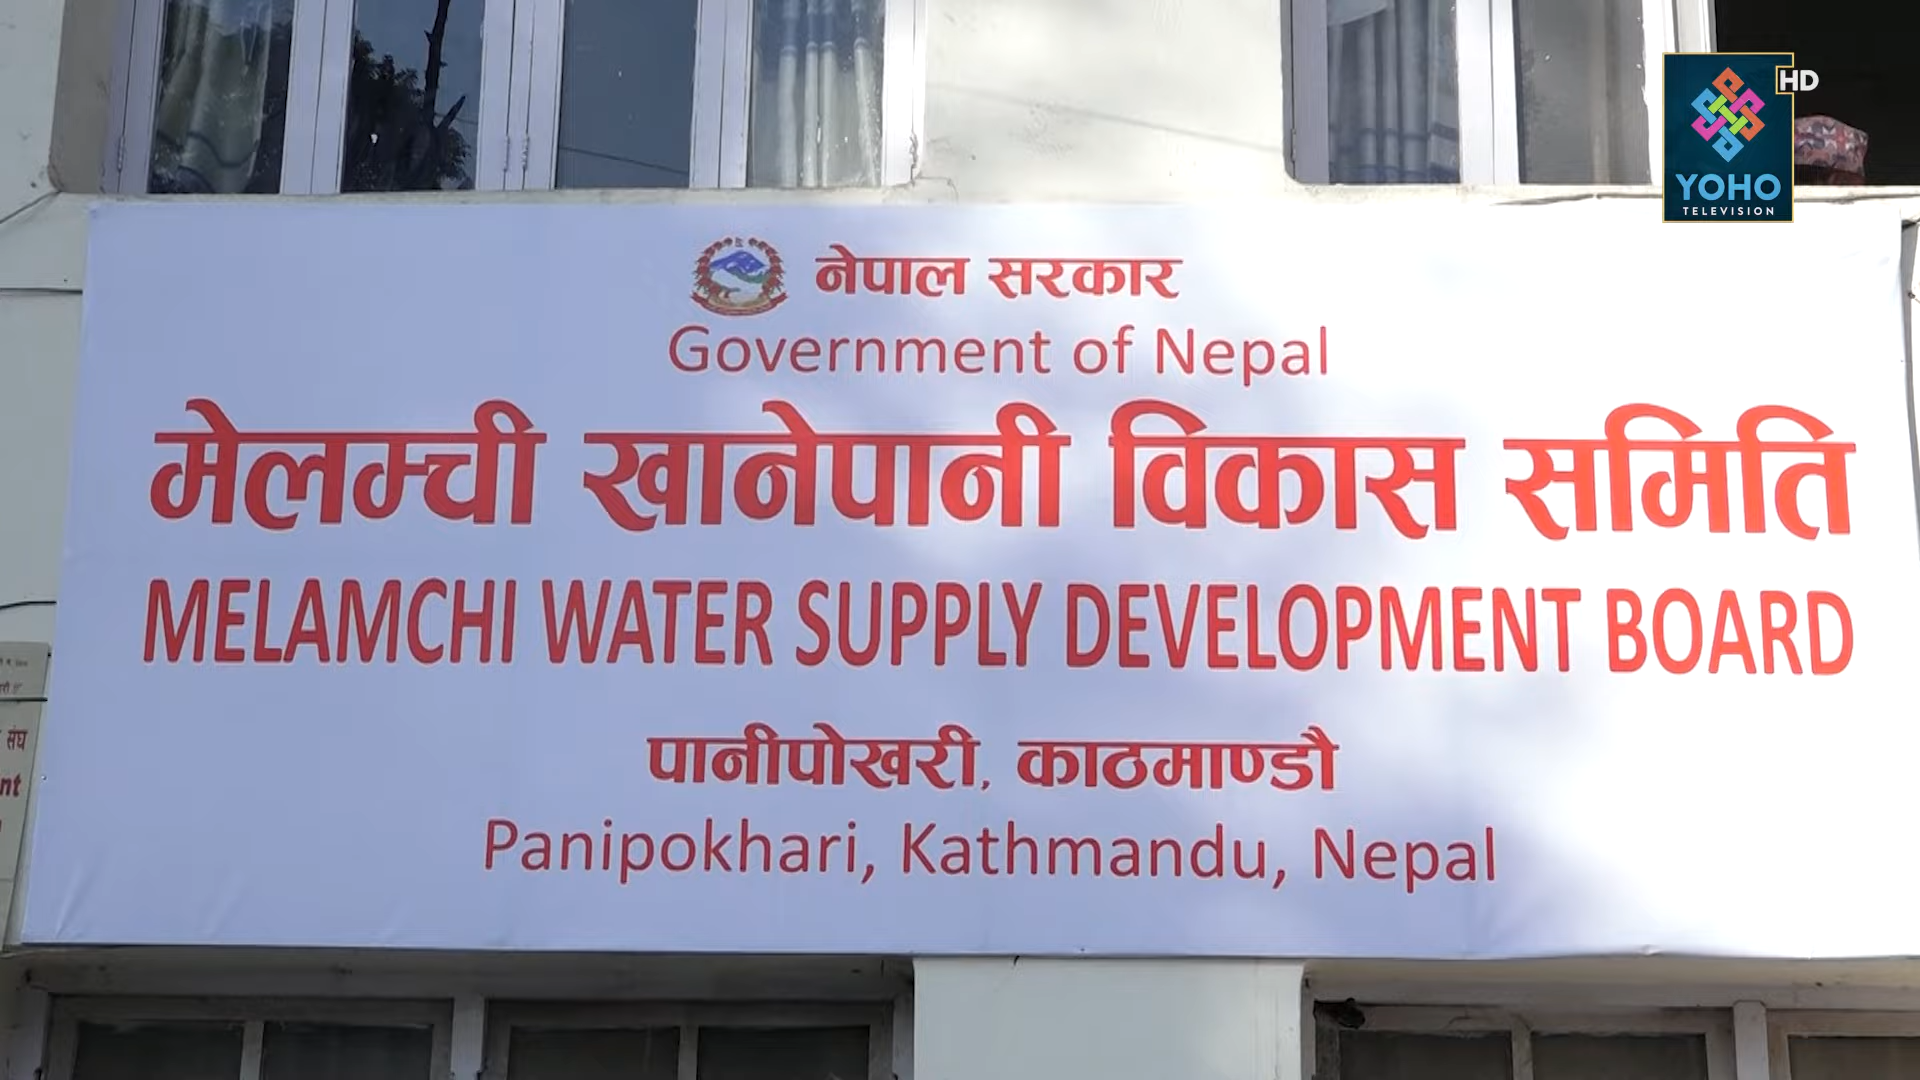 HD
YOHO
TELEVISION
नेपाल सरकार
Government of Nepal
मेलम्ची खानेपानी विकास समिति
MELAMCHI WATER SUPPLY DEVELOPMENT BOARD
पानीपोखरी, काठमाण्डौ
Panipokhari, Kathmandu, Nepal
संघ
nt